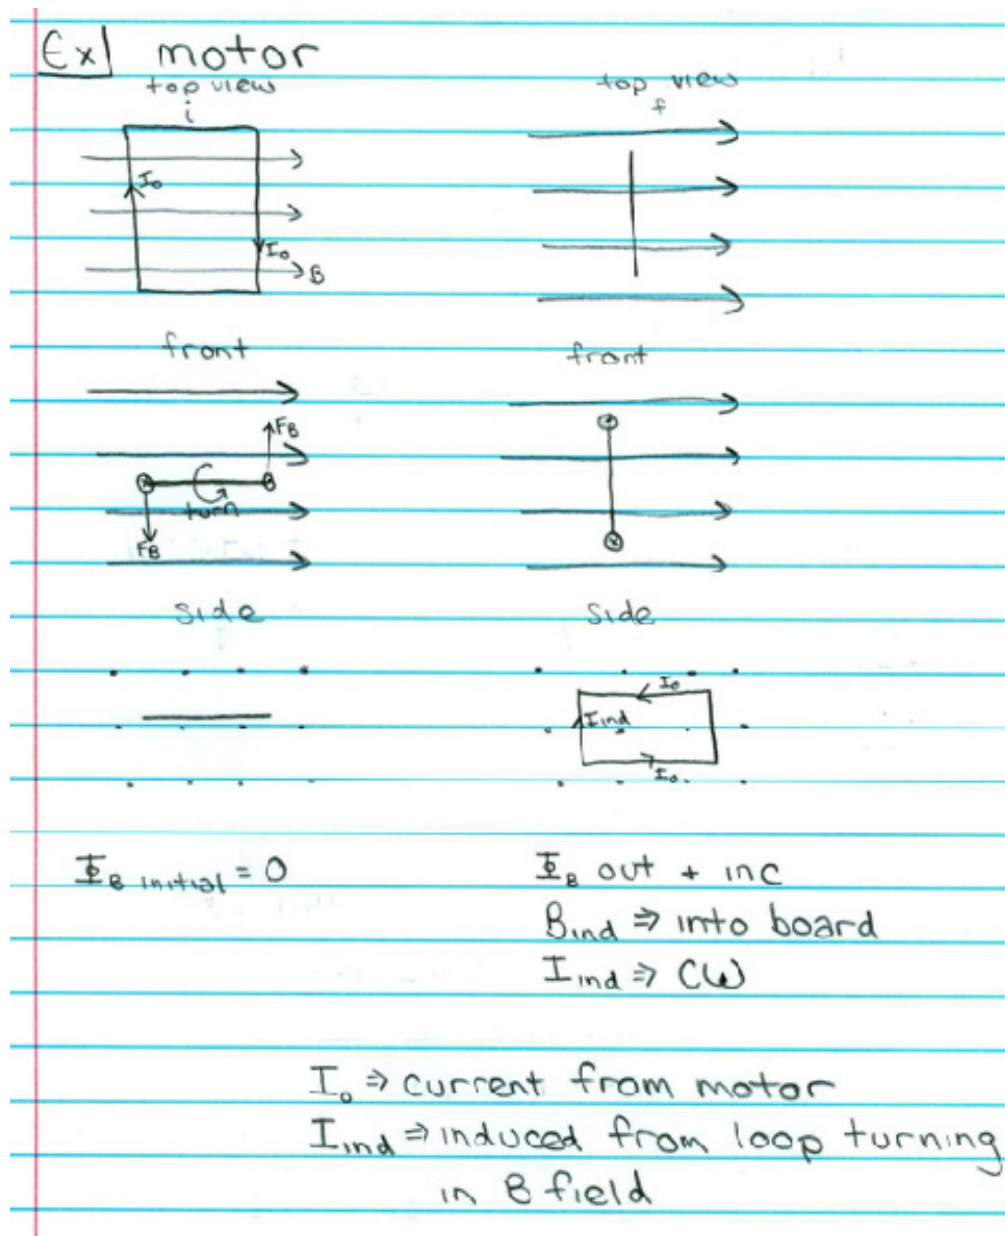 Ex motor
top view
i
I₀
I₀
B
top view
f
front
F_B
turn
F_B
front
side
side
I₀
I_ind
I₀
Φ_B initial = 0
Φ_B out + inc
B_ind ⇒ into board
I_ind ⇒ CW
I₀ ⇒ current from motor
I_ind ⇒ induced from loop turning
in B field